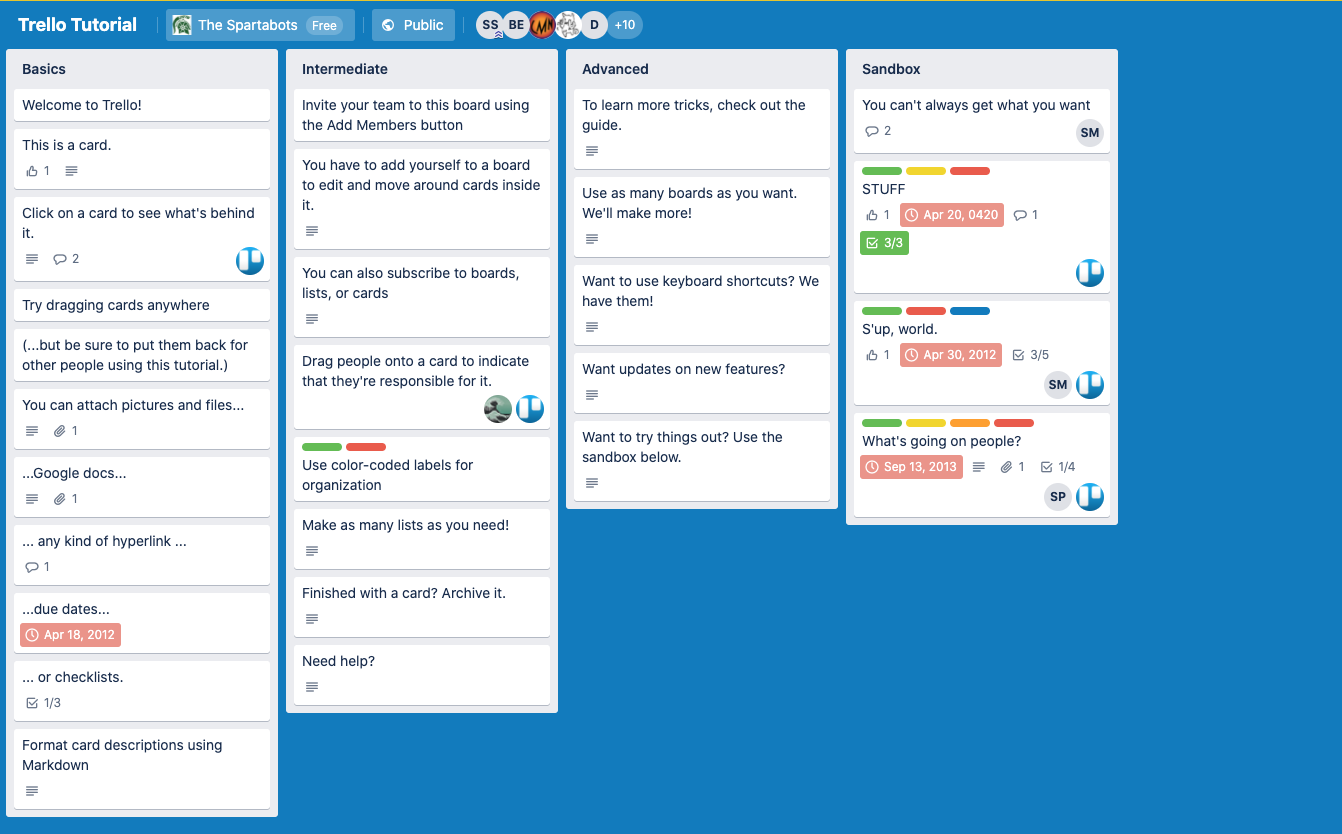 Trello Tutorial
The Spartabots Free
Public
SS BE D +10
Basics
Welcome to Trello!
This is a card.
1
Click on a card to see what's behind
it.
2
Try dragging cards anywhere
(...but be sure to put them back for
other people using this tutorial.)
You can attach pictures and files...
1
...Google docs...
1
... any kind of hyperlink ...
1
...due dates...
Apr 18, 2012
... or checklists.
1/3
Format card descriptions using
Markdown
Intermediate
Invite your team to this board using
the Add Members button
You have to add yourself to a board
to edit and move around cards inside
it.
You can also subscribe to boards,
lists, or cards
Drag people onto a card to indicate
that they're responsible for it.
Use color-coded labels for
organization
Make as many lists as you need!
Finished with a card? Archive it.
Need help?
Advanced
To learn more tricks, check out the
guide.
Use as many boards as you want.
We'll make more!
Want to use keyboard shortcuts? We
have them!
Want updates on new features?
Want to try things out? Use the
sandbox below.
Sandbox
You can't always get what you want
2
SM
STUFF
1 Apr 20, 0420 1
3/3
S'up, world.
1 Apr 30, 2012 3/5
SM
What's going on people?
Sep 13, 2013 1 1/4
SP